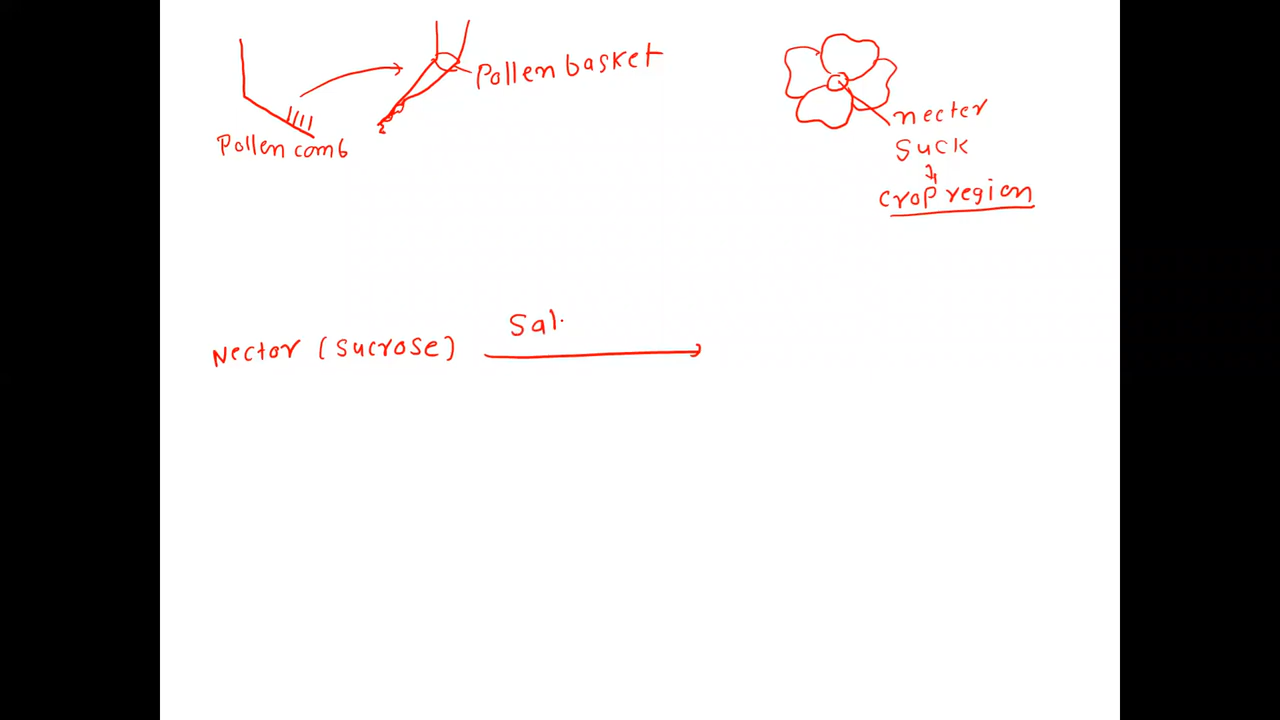 Pollen basket
Pollen comb
necter
suck
crop region
Sal.
Nector (sucrose)